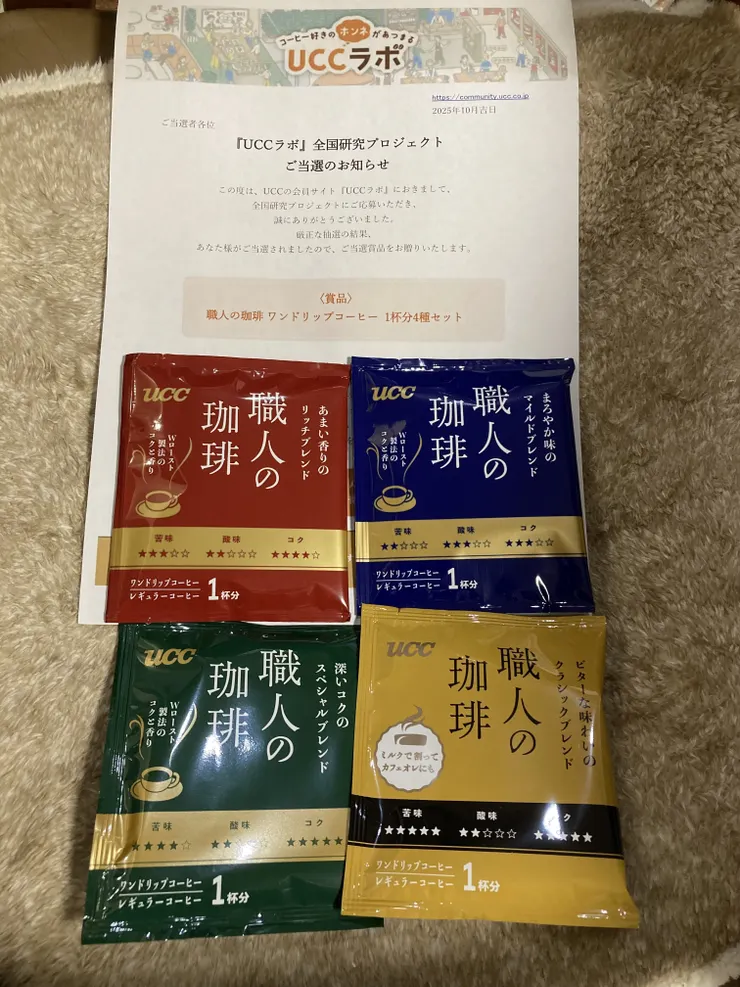 コーヒー好きのホンネがあつまる
UCCラボ
https://community.ucc.co.jp
2025年10月吉日
ご当選者各位
『UCCラボ』全国研究プロジェクト
ご当選のお知らせ
この度は、UCCの会員サイト『UCCラボ』におきまして、
全国研究プロジェクトにご応募いただき、
誠にありがとうございました。
厳正な抽選の結果、
あなた様がご当選されましたので、ご当選賞品をお贈りいたします。
〈賞品〉
職人の珈琲 ワンドリップコーヒー 1杯分4種セット
UCC
あまい香りの
リッチブレンド
職人の
珈琲
Wロースト
製法の
コクと香り
苦味 酸味 コク
★★★☆☆ ★★☆☆☆ ★★★★☆
ワンドリップコーヒー
レギュラーコーヒー
1杯分
UCC
まろやか味の
マイルドブレンド
職人の
珈琲
Wロースト
製法の
コクと香り
苦味 酸味 コク
★★☆☆☆ ★★★☆☆ ★★★☆☆
ワンドリップコーヒー
レギュラーコーヒー
1杯分
UCC
深いコクの
スペシャルブレンド
職人の
珈琲
Wロースト
製法の
コクと香り
苦味 酸味 コク
★★★★☆ ★★ ★★★★★
ワンドリップコーヒー
レギュラーコーヒー
1杯分
UCC
ビターな味わいの
クラシックブレンド
職人の
珈琲
ミルクで割って
カフェオレにも
苦味 酸味 コク
★★★★★ ★★☆☆☆ ★★★★★
ワンドリップコーヒー
レギュラーコーヒー
1杯分